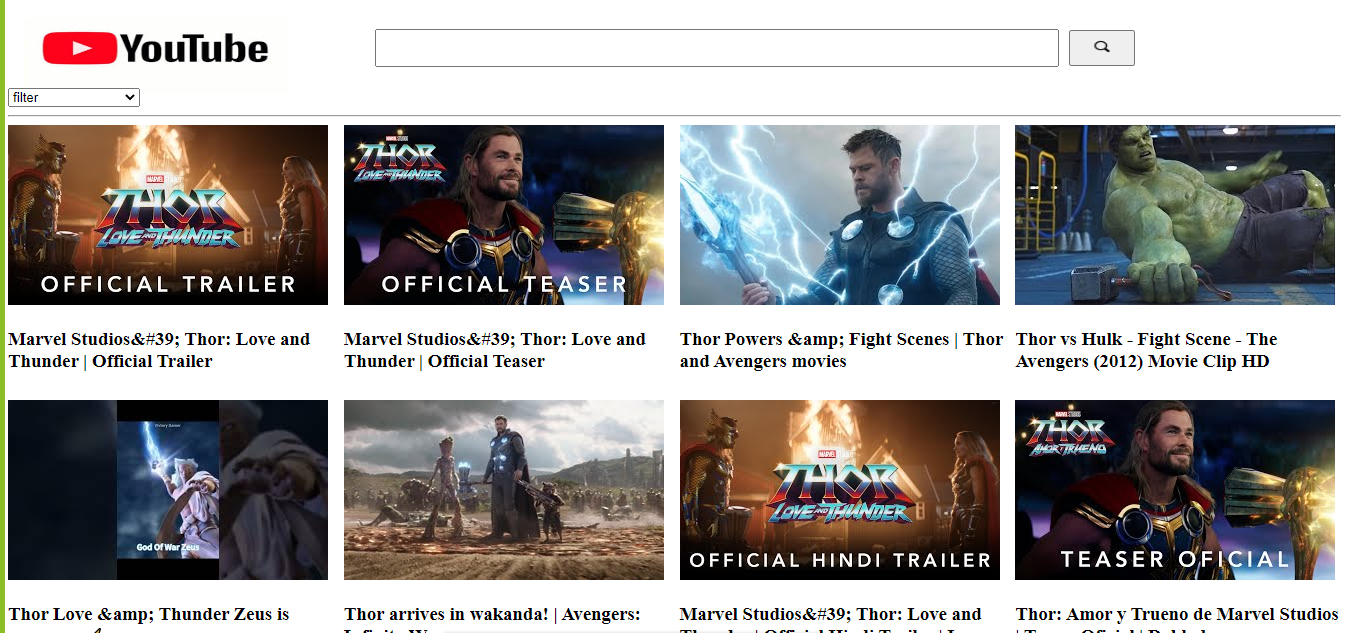 YouTube
filter
MARVEL STUDIOS
THOR
LOVE AND THUNDER
OFFICIAL TRAILER
MARVEL STUDIOS
THOR
LOVE AND THUNDER
OFFICIAL TEASER
Marvel Studios&#39; Thor: Love and
Thunder | Official Trailer
Marvel Studios&#39; Thor: Love and
Thunder | Official Teaser
Thor Powers &amp; Fight Scenes | Thor
and Avengers movies
Thor vs Hulk - Fight Scene - The
Avengers (2012) Movie Clip HD
God Of War Zeus
MARVEL
THOR
LOVE AND THUNDER
OFFICIAL HINDI TRAILER
MARVEL STUDIOS
THOR
AMOR Y TRUENO
TEASER OFICIAL
Thor Love &amp; Thunder Zeus is
Thor arrives in wakanda! | Avengers:
Marvel Studios&#39; Thor: Love and
Thor: Amor y Trueno de Marvel Studios